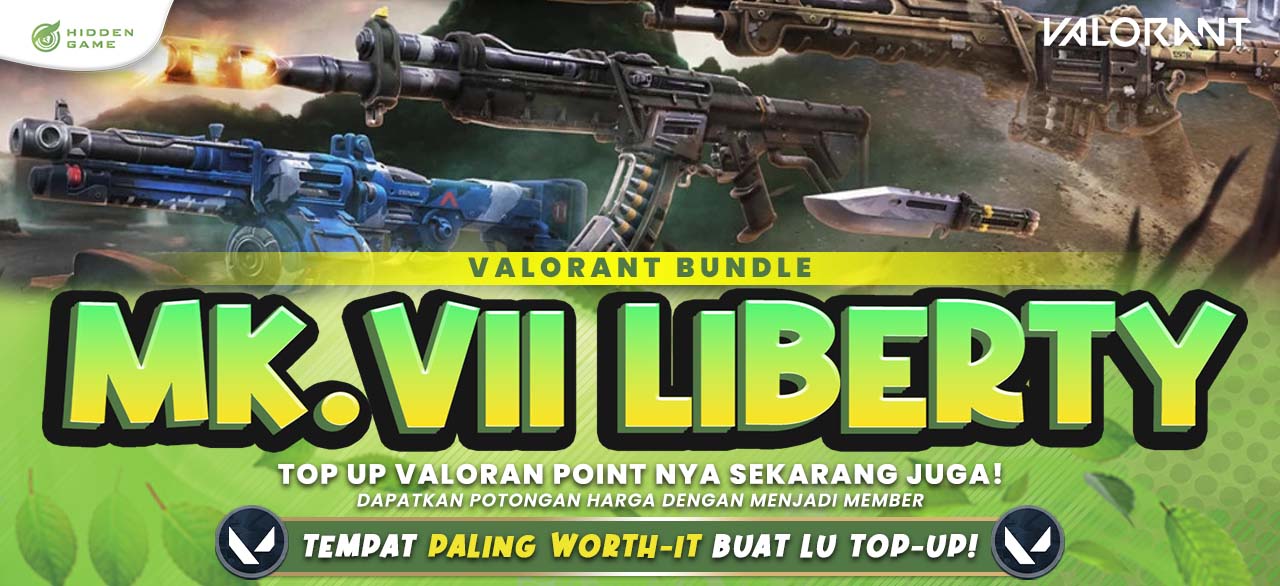 HIDDEN
GAME
VALORANT
VALORANT BUNDLE
MK.VII LIBERTY
TOP UP VALORAN POINT NYA SEKARANG JUGA!
DAPATKAN POTONGAN HARGA DENGAN MENJADI MEMBER
TEMPAT PALING WORTH-IT BUAT LU TOP-UP!